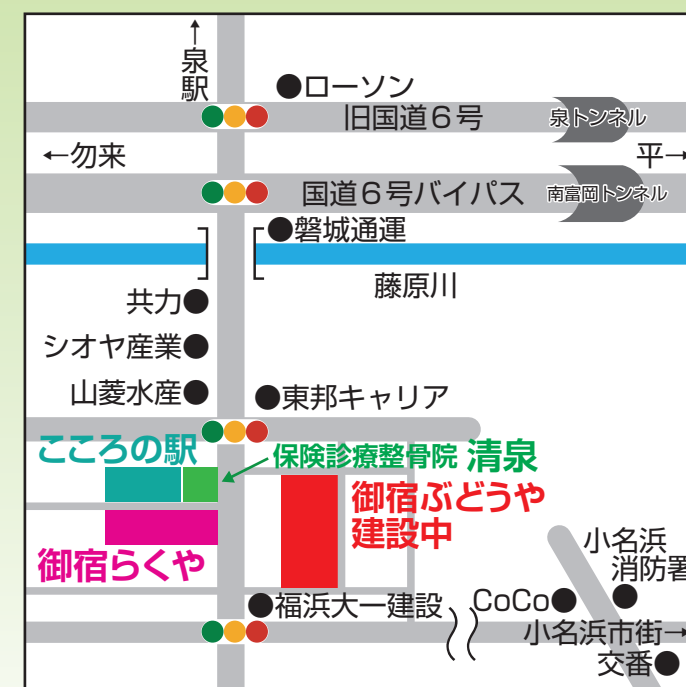 ↑
泉駅
●ローソン
旧国道6号
泉トンネル
←勿来
平→
国道6号バイパス
南富岡トンネル
●磐城通運
藤原川
共力●
シオヤ産業●
山菱水産●
●東邦キャリア
こころの駅
保険診療整骨院 清泉
御宿ぶどうや
建設中
御宿らくや
小名浜
消防署
●福浜大一建設
CoCo●
小名浜市街→
交番●